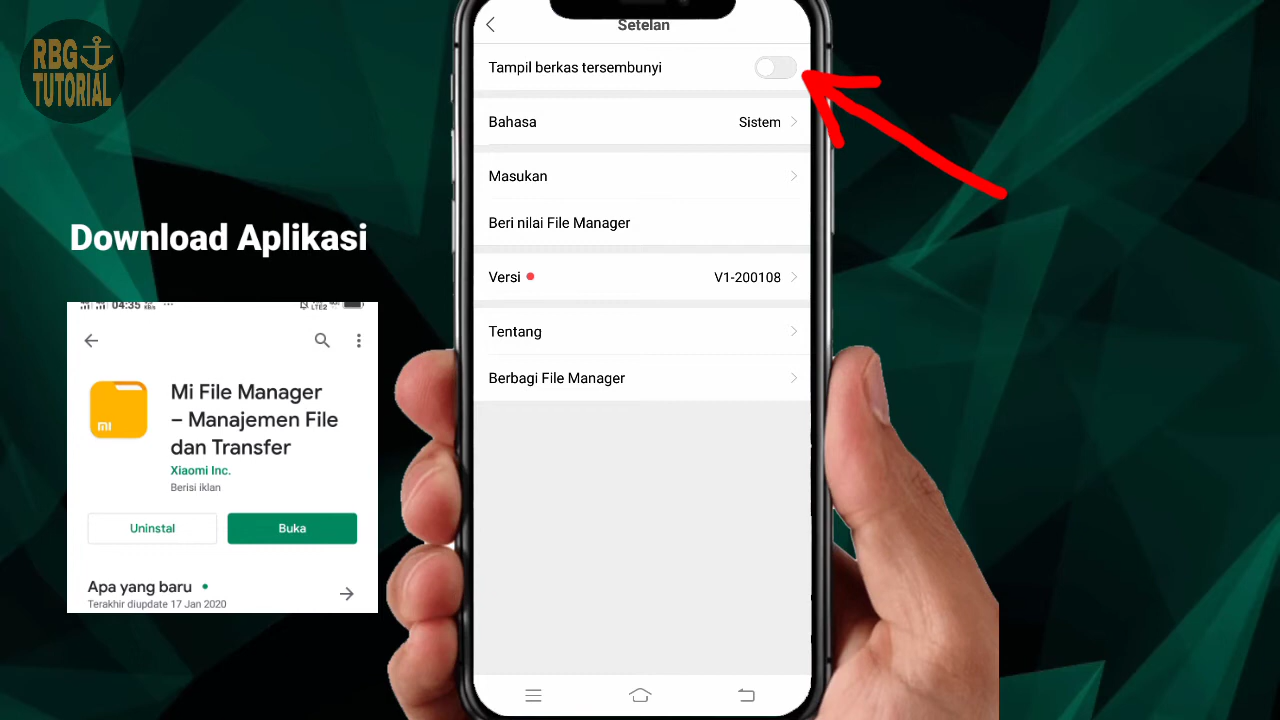 RBG
TUTORIAL
Setelan
Tampil berkas tersembunyi
Bahasa
Sistem
Masukan
Beri nilai File Manager
Versi
V1-200108
Tentang
Berbagi File Manager
Download Aplikasi
04:35
LTE2
Mi File Manager
– Manajemen File
dan Transfer
mi
Xiaomi Inc.
Berisi iklan
Uninstal
Buka
Apa yang baru
Terakhir diupdate 17 Jan 2020